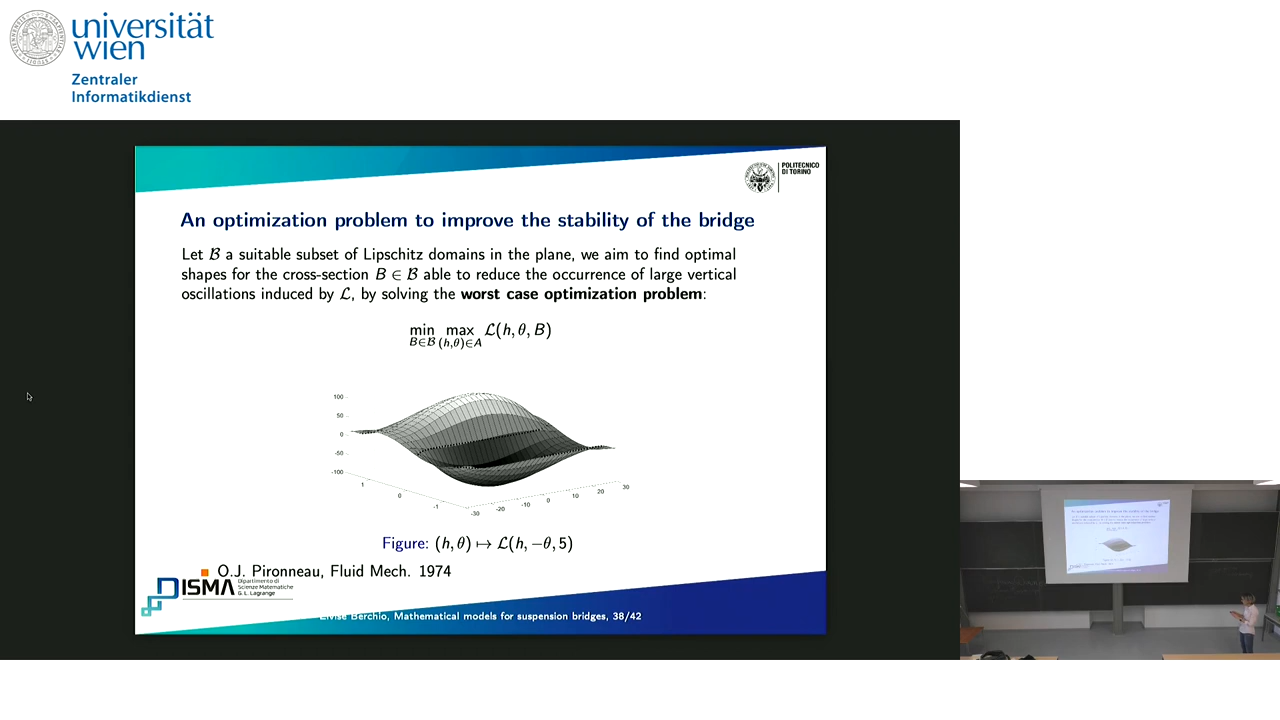 universität
wien
Zentraler
Informatikdienst
POLITECNICO
DI TORINO
An optimization problem to improve the stability of the bridge
Let ℬ a suitable subset of Lipschitz domains in the plane, we aim to find optimal
shapes for the cross-section B ∈ ℬ able to reduce the occurrence of large vertical
oscillations induced by ℒ, by solving the worst case optimization problem:
min max ℒ(h, θ, B)
B∈ℬ (h,θ)∈A
100
50
0
-50
-100
1
0
-1
-30
-20
-10
0
10
20
30
Figure: (h, θ) ↦ ℒ(h, −θ, 5)
O.J. Pironneau, Fluid Mech. 1974
DISMA
Dipartimento di
Scienze Matematiche
G. L. Lagrange
Berchio, Mathematical models for suspension bridges, 38/42